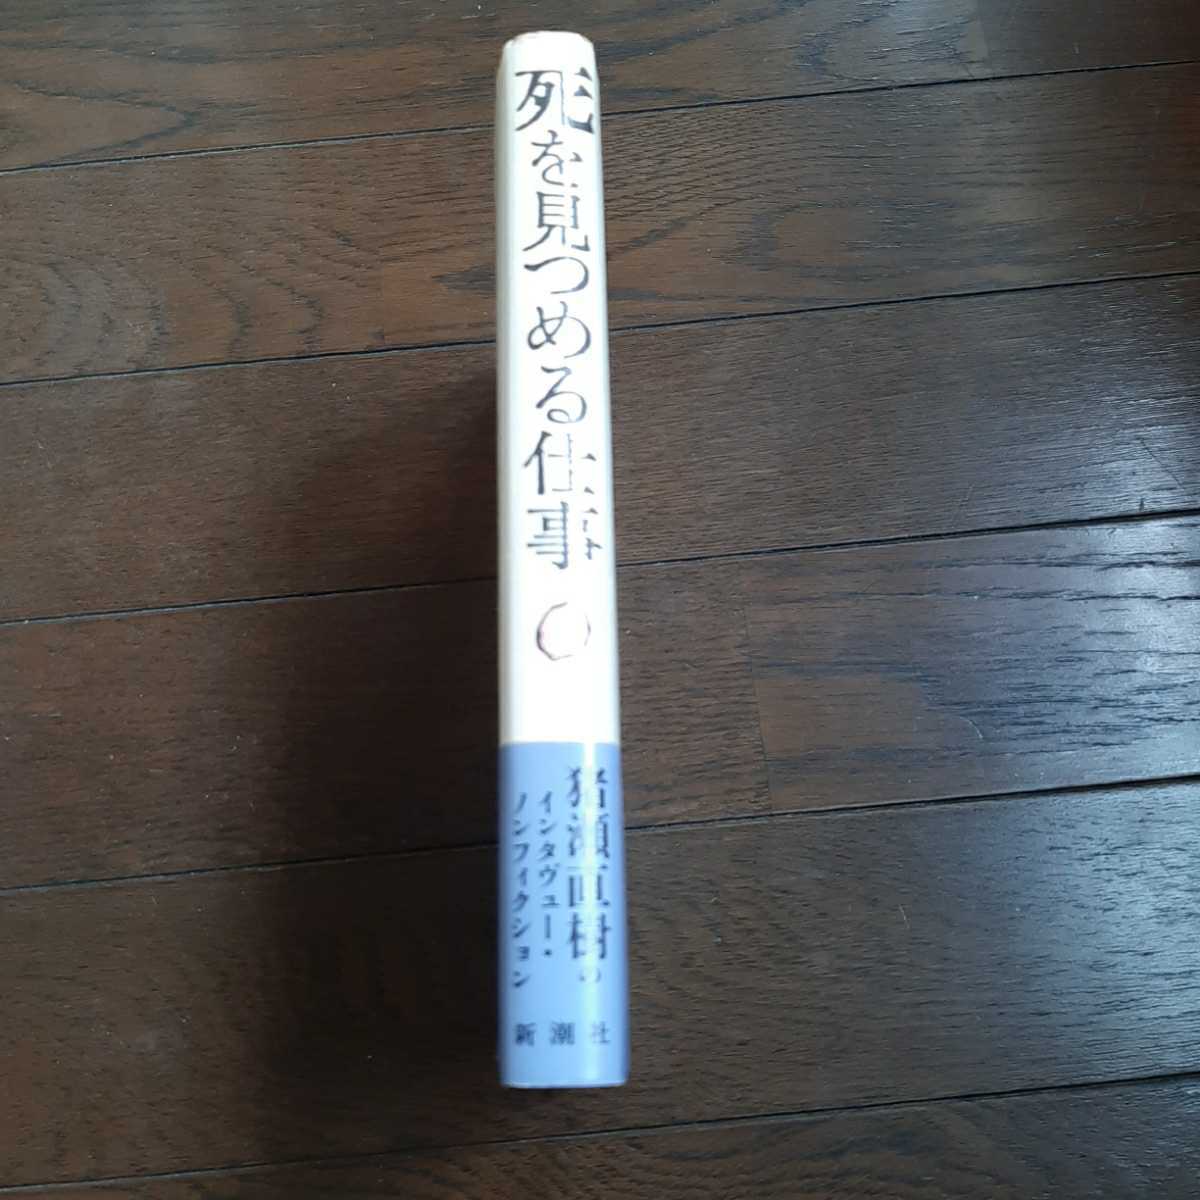 死を見つめる仕事
猪瀬直樹の
インタヴュー・
ノンフィクション
新潮社